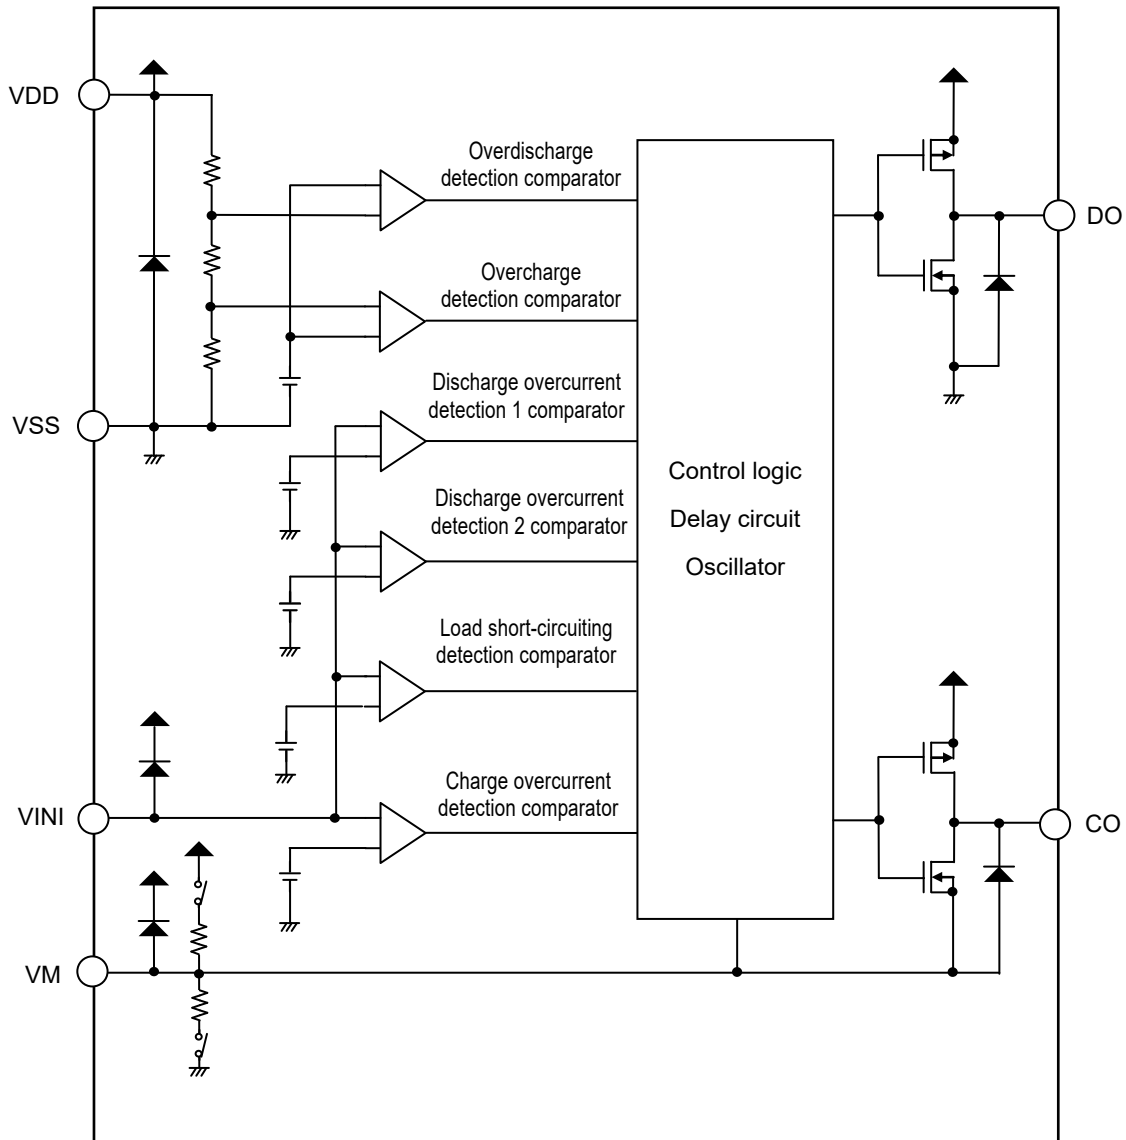 VDD
Overdischarge
detection comparator
DO
Overcharge
detection comparator
Discharge overcurrent
detection 1 comparator
VSS
Control logic
Delay circuit
Oscillator
Discharge overcurrent
detection 2 comparator
Load short-circuiting
detection comparator
Charge overcurrent
detection comparator
VINI
CO
VM